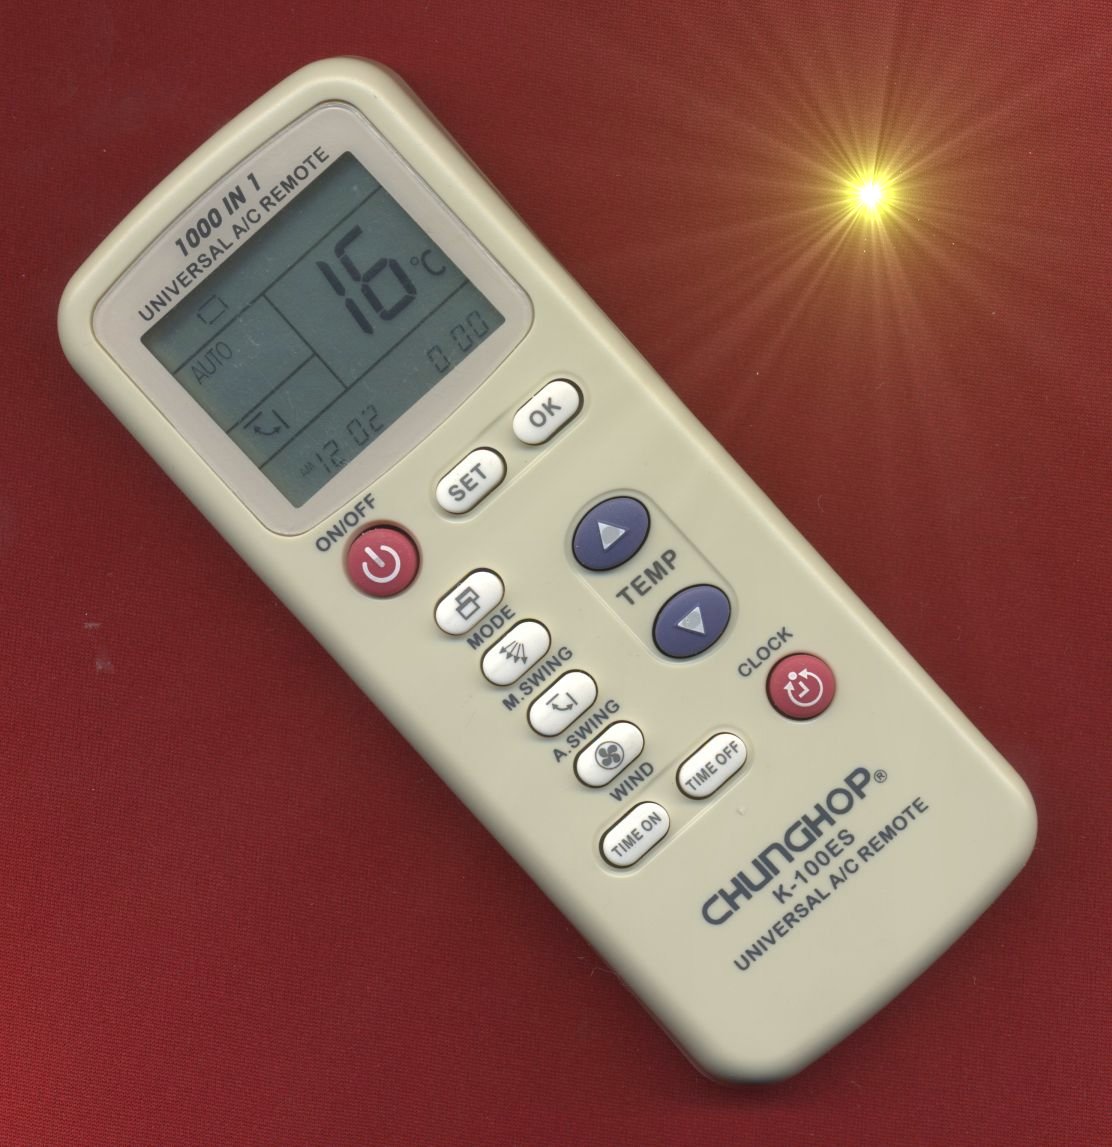 1000 IN 1
UNIVERSAL A/C REMOTE
16 °C
AUTO
0:00
AM 12:02
OK
SET
ON/OFF
TEMP
MODE
M.SWING
A.SWING
WIND
CLOCK
TIME OFF
TIME ON
CHUNGHOP®
K-100ES
UNIVERSAL A/C REMOTE